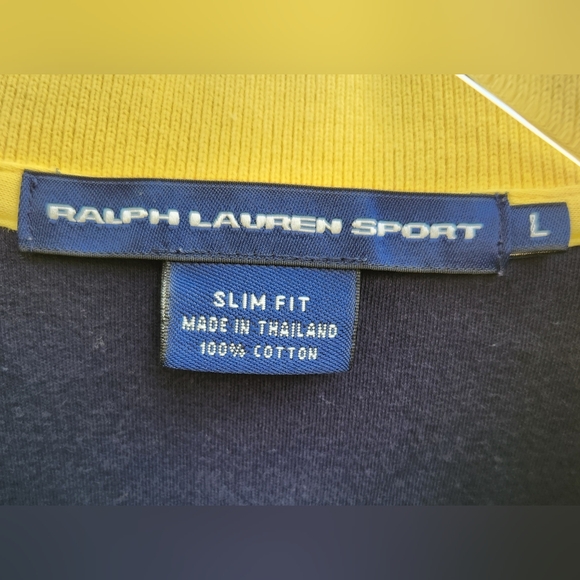 RALPH LAUREN SPORT L
SLIM FIT
MADE IN THAILAND
100% COTTON